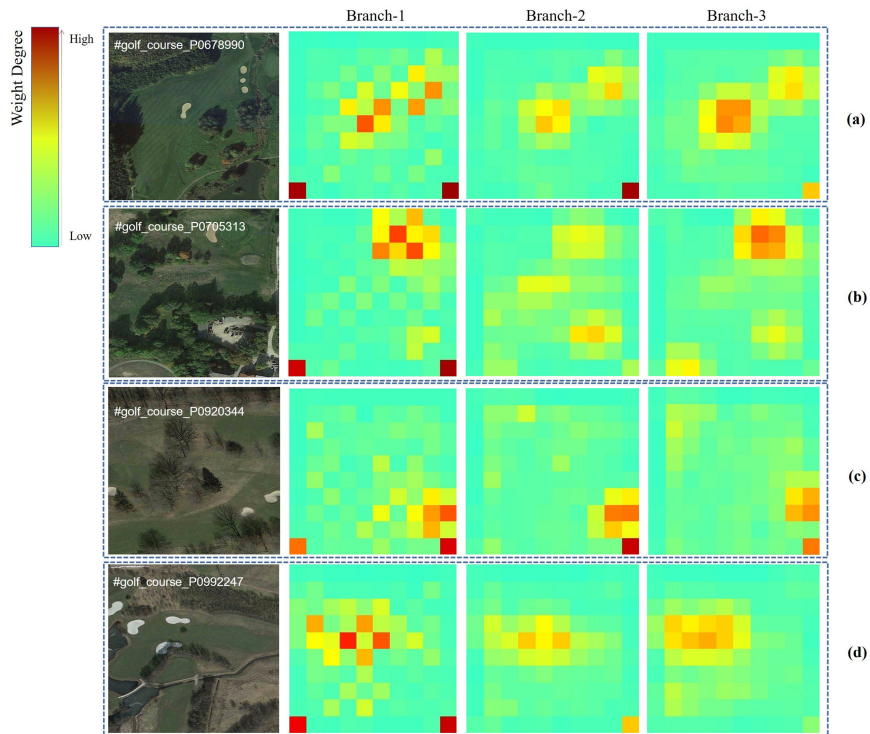 Branch-1 Branch-2 Branch-3
Weight Degree
High
Low
#golf_course_P0678990
(a)
#golf_course_P0705313
(b)
#golf_course_P0920344
(c)
#golf_course_P0992247
(d)